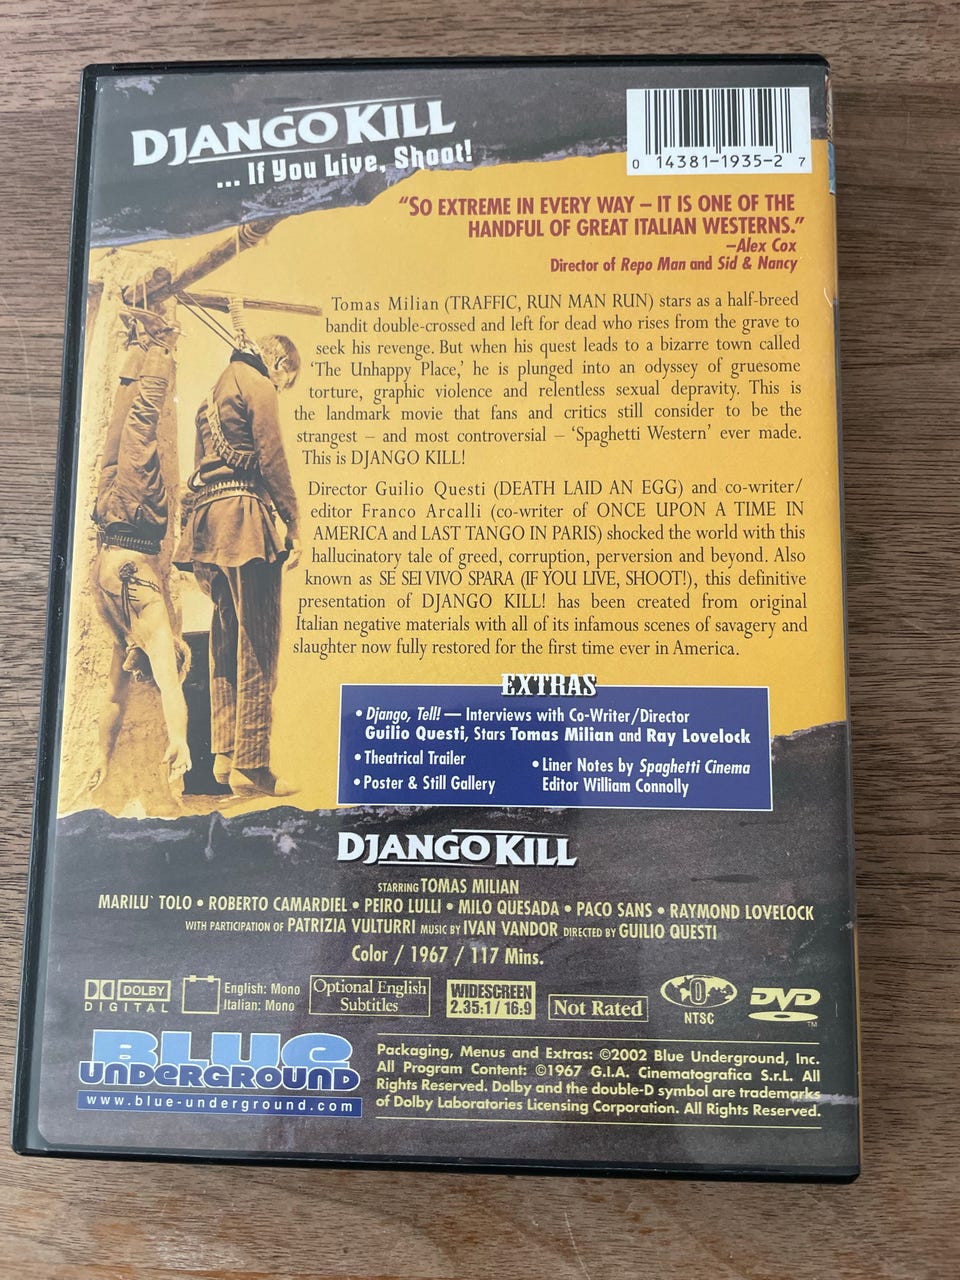 DJANGO KILL
... If You Live, Shoot!
0 14381-1935-2 7
"SO EXTREME IN EVERY WAY – IT IS ONE OF THE
HANDFUL OF GREAT ITALIAN WESTERNS."
–Alex Cox
Director of Repo Man and Sid & Nancy
Tomas Milian (TRAFFIC, RUN MAN RUN) stars as a half-breed
bandit double-crossed and left for dead who rises from the grave to
seek his revenge. But when his quest leads to a bizarre town called
'The Unhappy Place,' he is plunged into an odyssey of gruesome
torture, graphic violence and relentless sexual depravity. This is
the landmark movie that fans and critics still consider to be the
strangest – and most controversial – 'Spaghetti Western' ever made.
This is DJANGO KILL!
Director Guilio Questi (DEATH LAID AN EGG) and co-writer/
editor Franco Arcalli (co-writer of ONCE UPON A TIME IN
AMERICA and LAST TANGO IN PARIS) shocked the world with this
hallucinatory tale of greed, corruption, perversion and beyond. Also
known as SE SEI VIVO SPARA (IF YOU LIVE, SHOOT!), this definitive
presentation of DJANGO KILL! has been created from original
Italian negative materials with all of its infamous scenes of savagery and
slaughter now fully restored for the first time ever in America.
EXTRAS
• Django, Tell! — Interviews with Co-Writer/Director
Guilio Questi, Stars Tomas Milian and Ray Lovelock
• Theatrical Trailer
• Poster & Still Gallery
• Liner Notes by Spaghetti Cinema
Editor William Connolly
DJANGO KILL
STARRING TOMAS MILIAN
MARILU` TOLO • ROBERTO CAMARDIEL • PEIRO LULLI • MILO QUESADA • PACO SANS • RAYMOND LOVELOCK
WITH PARTICIPATION OF PATRIZIA VULTURRI MUSIC BY IVAN VANDOR DIRECTED BY GUILIO QUESTI
Color / 1967 / 117 Mins.
DOLBY
DIGITAL
English: Mono
Italian: Mono
Optional English
Subtitles
WIDESCREEN
2.35:1 / 16:9
Not Rated
0
NTSC
DVD
TM
BLUE
UNDERGROUND
www.blue-underground.com
Packaging, Menus and Extras: ©2002 Blue Underground, Inc.
All Program Content: ©1967 G.I.A. Cinematografica S.r.L. All
Rights Reserved. Dolby and the double-D symbol are trademarks
of Dolby Laboratories Licensing Corporation. All Rights Reserved.